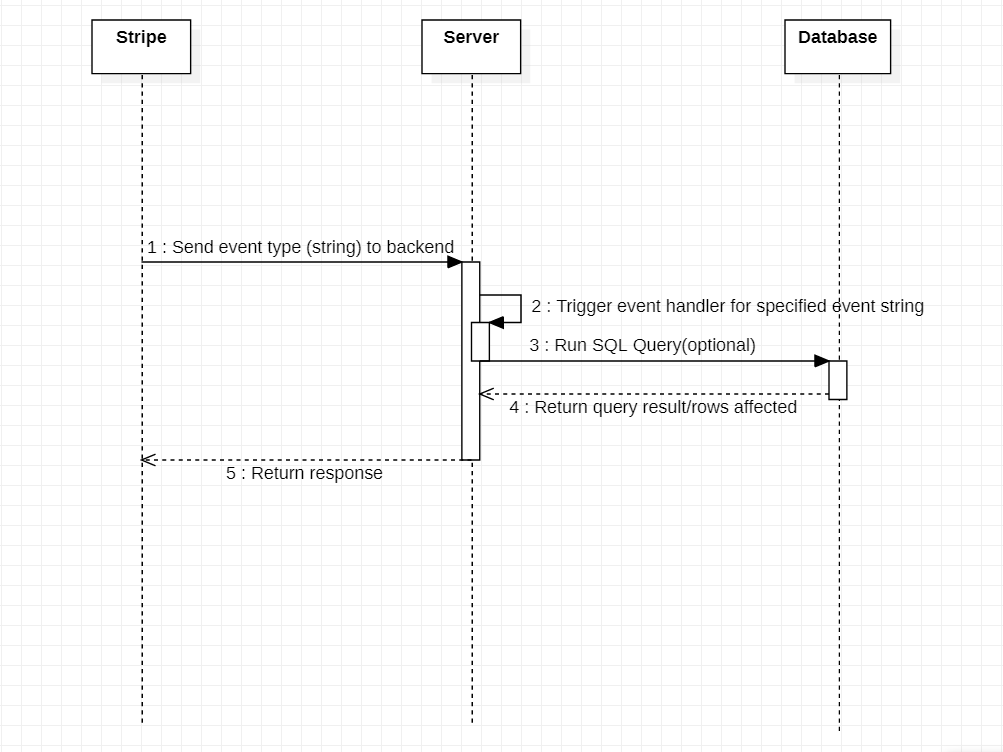 Stripe
Server
Database
1 : Send event type (string) to backend
2 : Trigger event handler for specified event string
3 : Run SQL Query(optional)
4 : Return query result/rows affected
5 : Return response